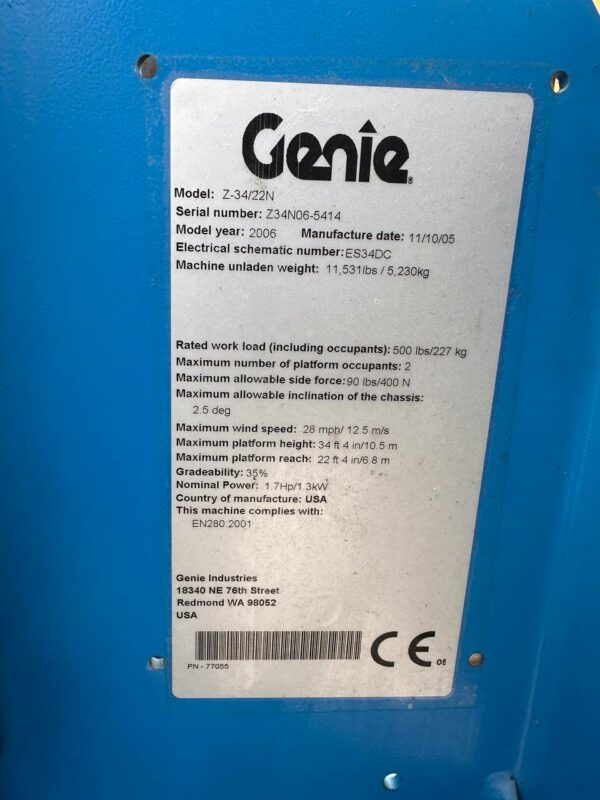 Genie
Model: Z-34/22N
Serial number: Z34N06-5414
Model year: 2006 Manufacture date: 11/10/05
Electrical schematic number: ES34DC
Machine unladen weight: 11,531lbs / 5,230kg
Rated work load (including occupants): 500 lbs/227 kg
Maximum number of platform occupants: 2
Maximum allowable side force: 90 lbs/400 N
Maximum allowable inclination of the chassis:
2.5 deg
Maximum wind speed: 28 mph/ 12.5 m/s
Maximum platform height: 34 ft 4 in/10.5 m
Maximum platform reach: 22 ft 4 in/6.8 m
Gradeability: 35%
Nominal Power: 1.7Hp/1.3kW
Country of manufacture: USA
This machine complies with:
EN280:2001
Genie Industries
18340 NE 76th Street
Redmond WA 98052
USA
CE
PN - 77055